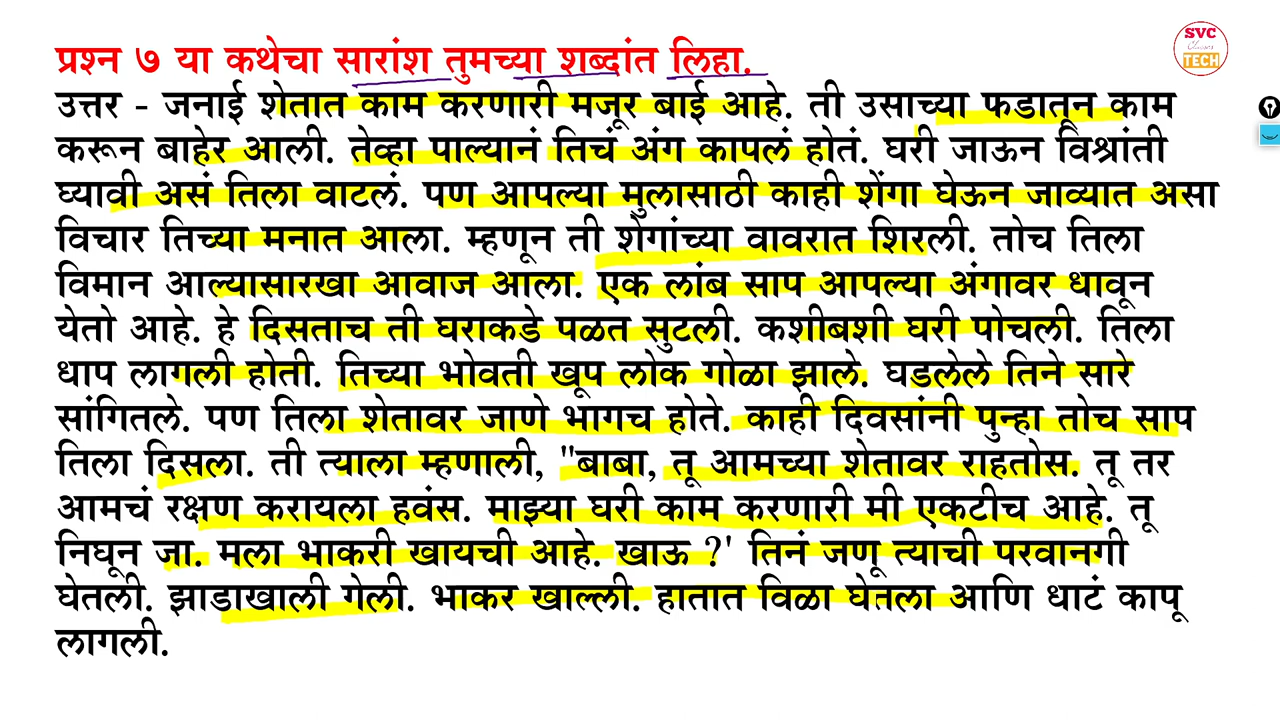 प्रश्न ७ या कथेचा सारांश तुमच्या शब्दांत लिहा.
SVC
Classes
TECH
उत्तर - जनाई शेतात काम करणारी मजूर बाई आहे. ती उसाच्या फडातून काम
करून बाहेर आली. तेव्हा पाल्यानं तिचं अंग कापलं होतं. घरी जाऊन विश्रांती
घ्यावी असं तिला वाटलं. पण आपल्या मुलासाठी काही शेंगा घेऊन जाव्यात असा
विचार तिच्या मनात आला. म्हणून ती शेंगांच्या वावरात शिरली. तोच तिला
विमान आल्यासारखा आवाज आला. एक लांब साप आपल्या अंगावर धावून
येतो आहे. हे दिसताच ती घराकडे पळत सुटली. कशीबशी घरी पोचली. तिला
धाप लागली होती. तिच्या भोवती खूप लोक गोळा झाले. घडलेले तिने सारे
सांगितले. पण तिला शेतावर जाणे भागच होते. काही दिवसांनी पुन्हा तोच साप
तिला दिसला. ती त्याला म्हणाली, "बाबा, तू आमच्या शेतावर राहतोस. तू तर
आमचं रक्षण करायला हवंस. माझ्या घरी काम करणारी मी एकटीच आहे. तू
निघून जा. मला भाकरी खायची आहे. खाऊ ?' तिनं जणू त्याची परवानगी
घेतली. झाडाखाली गेली. भाकर खाल्ली. हातात विळा घेतला आणि धाटं कापू
लागली.